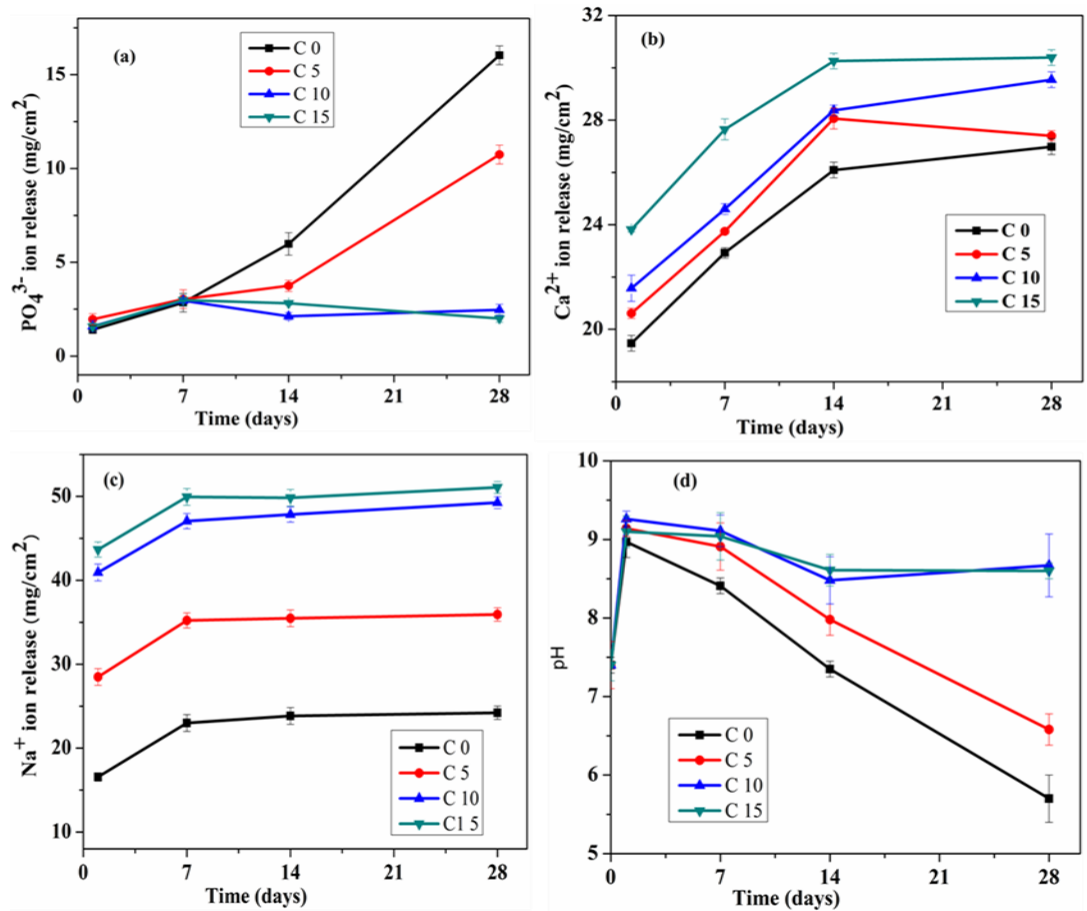 (a)
C 0
C 5
C 10
C 15
15
10
5
0
PO₄³⁻ ion release (mg/cm²)
0 7 14 21 28
Time (days)
(b)
32
28
24
20
Ca²⁺ ion release (mg/cm²)
C 0
C 5
C 10
C 15
0 7 14 21 28
Time (days)
(c)
50
40
30
20
10
Na⁺ ion release (mg/cm²)
C 0
C 5
C 10
C1 5
0 7 14 21 28
Time (days)
(d)
10
9
8
7
6
5
pH
C 0
C 5
C 10
C 15
0 7 14 21 28
Time (days)